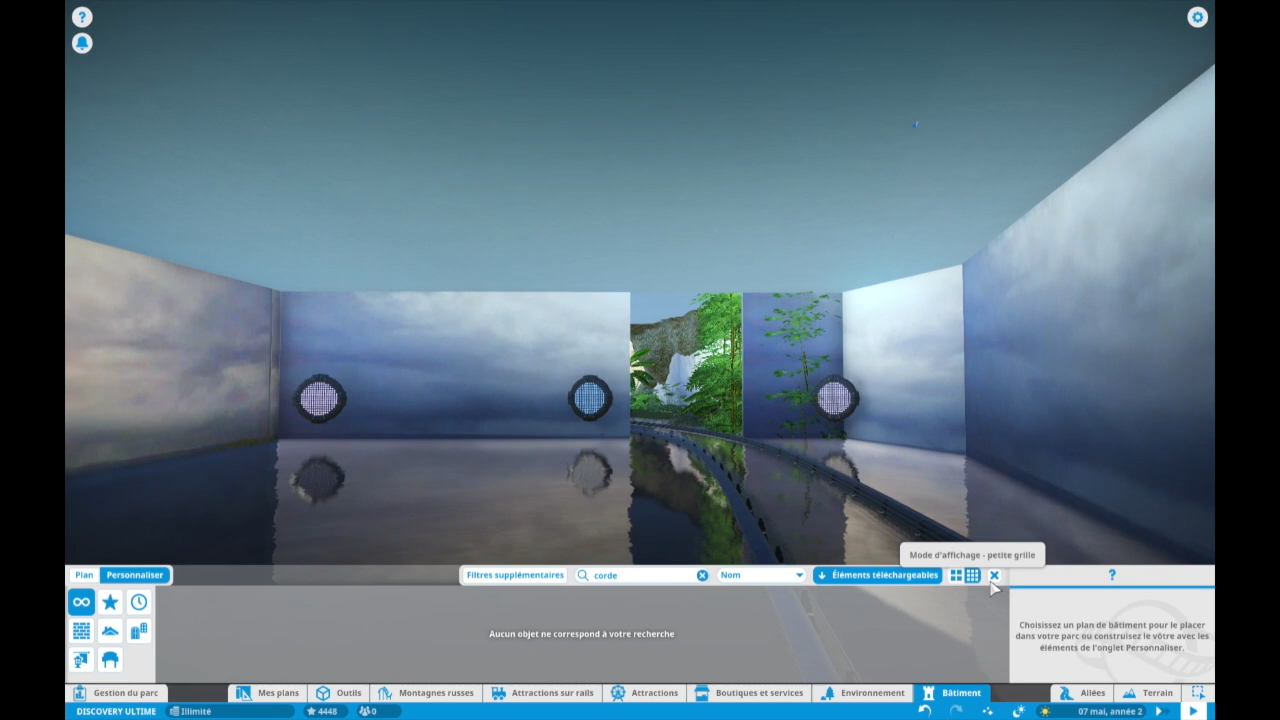 ?
Mode d'affichage - petite grille
Plan Personnaliser Filtres supplémentaires corde Nom Éléments téléchargeables ?
Aucun objet ne correspond à votre recherche
Choisissez un plan de bâtiment pour le placer
dans votre parc ou construisez le vôtre avec les
éléments de l'onglet Personnaliser.
Gestion du parc Mes plans Outils Montagnes russes Attractions sur rails Attractions Boutiques et services Environnement Bâtiment Allées Terrain
DISCOVERY ULTIME Illimité 4448 0 07 mai, année 2